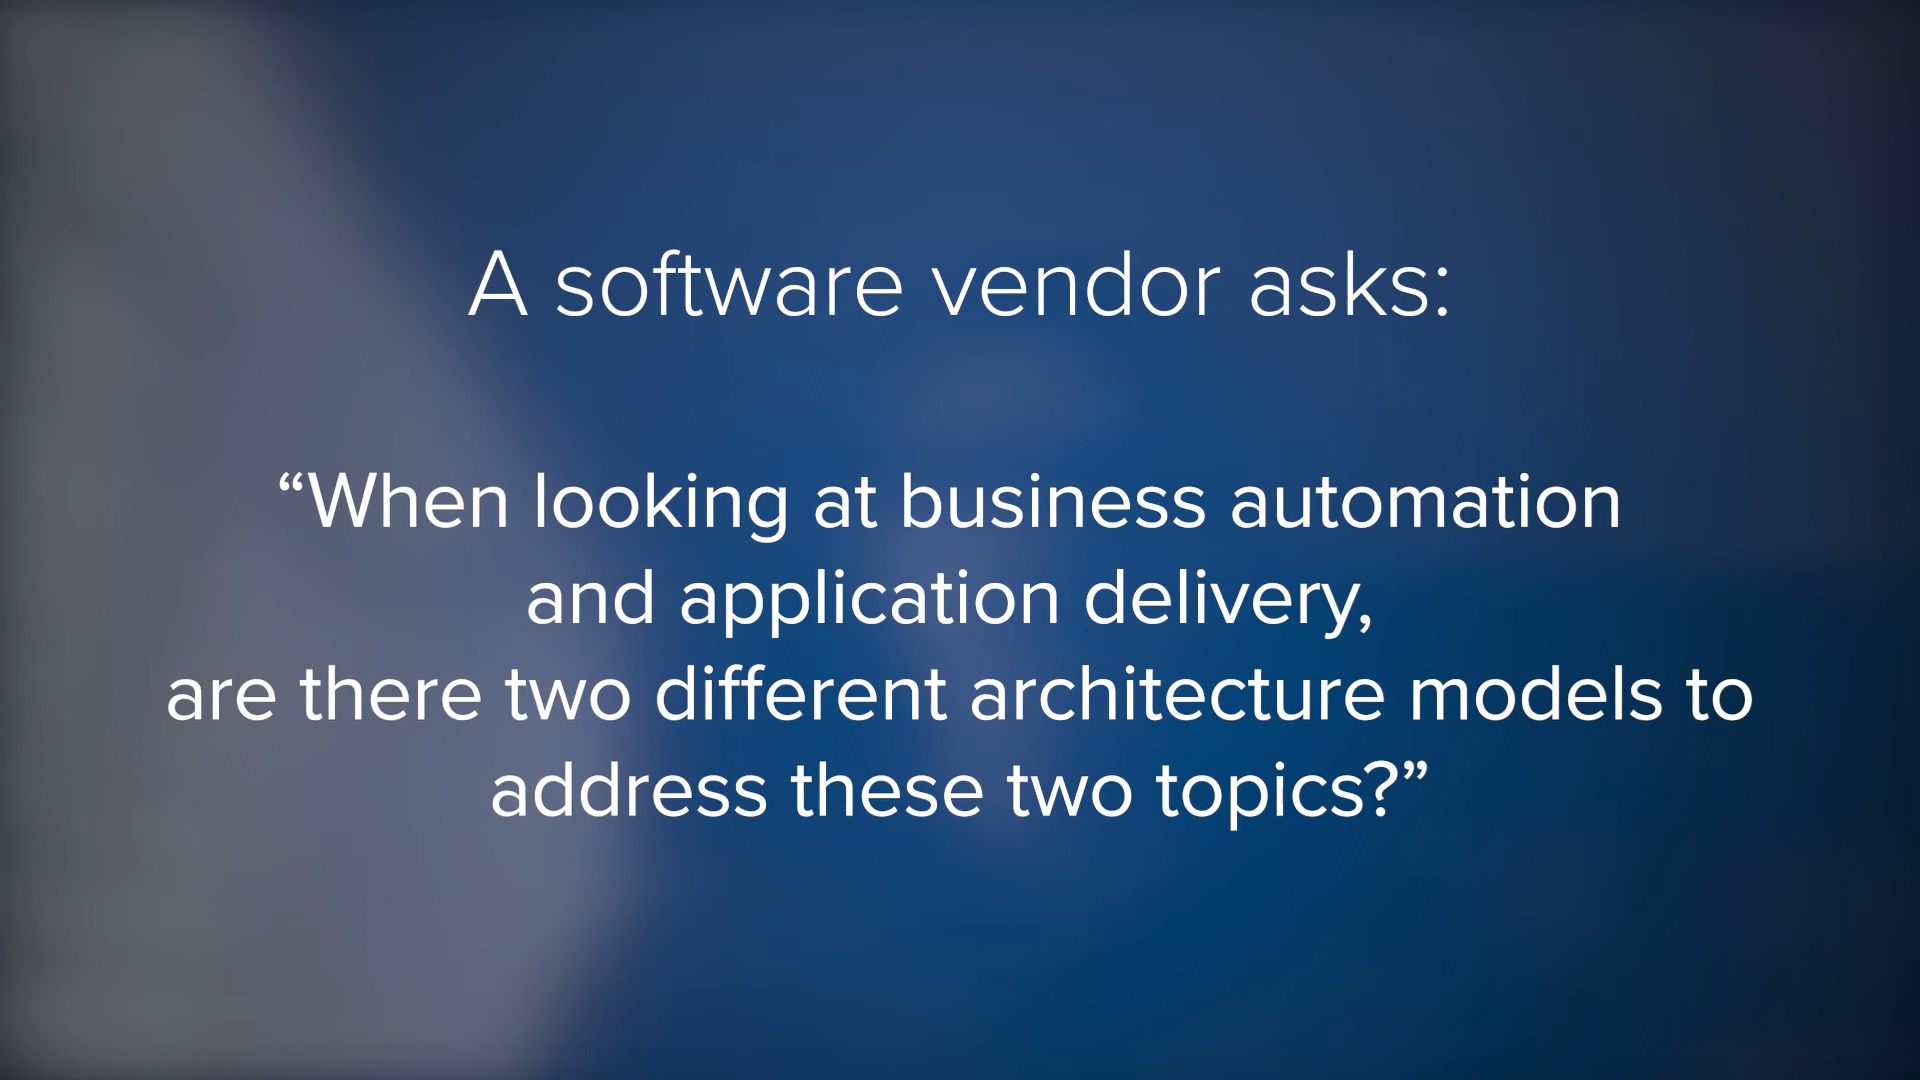 A software vendor asks:
“When looking at business automation
and application delivery,
are there two different architecture models to
address these two topics?”